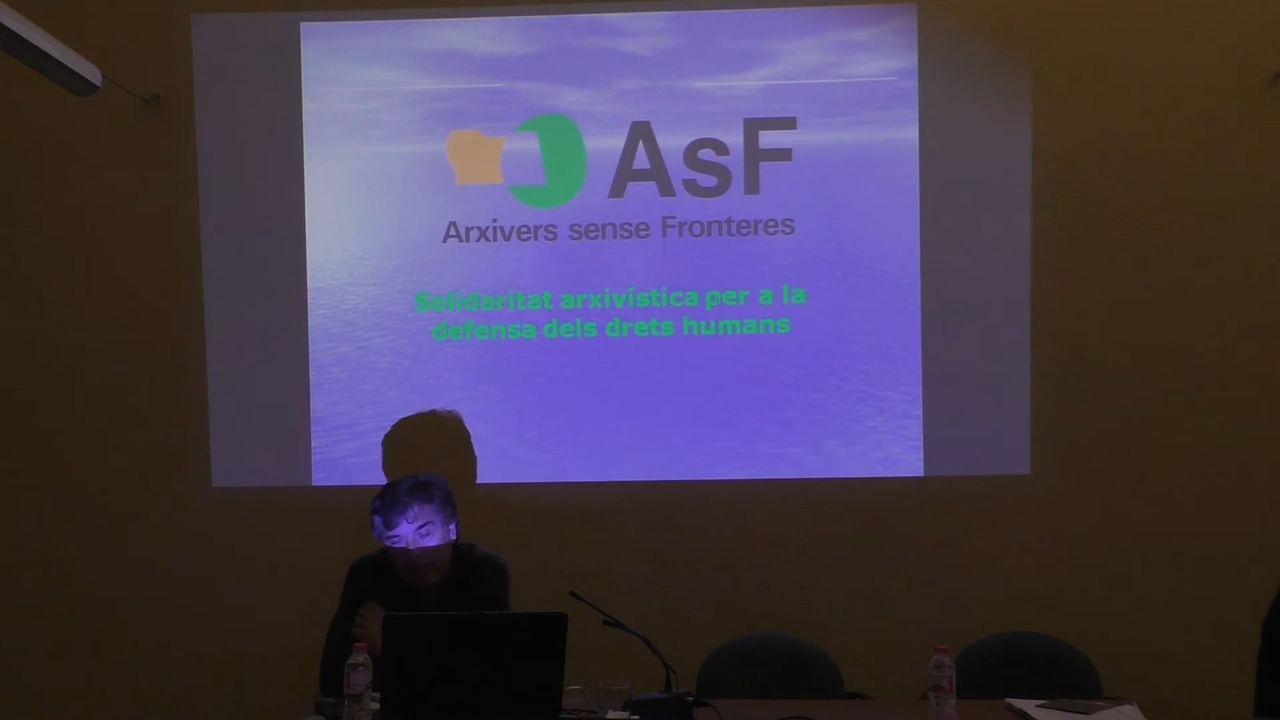 AsF
Arxivers sense Fronteres
Solidaritat arxivística per a la
defensa dels drets humans